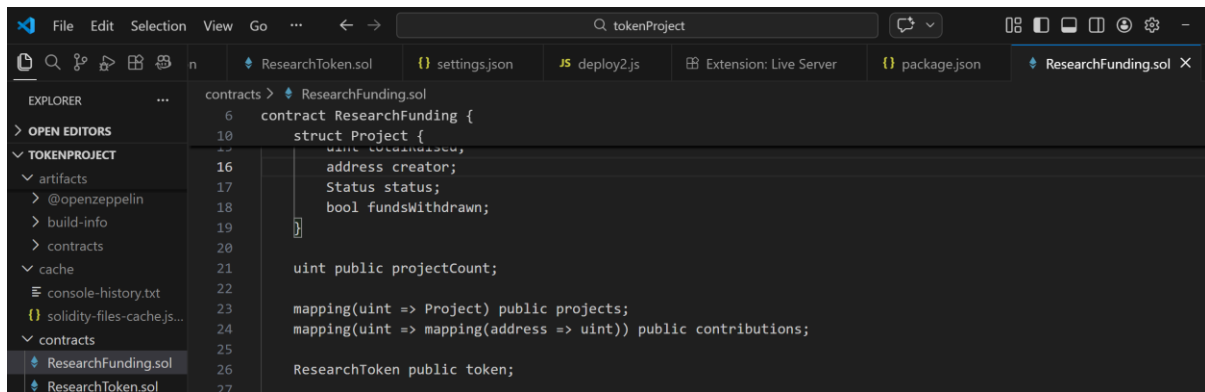 File Edit Selection View Go ··· ← → tokenProject
n ResearchToken.sol {} settings.json JS deploy2.js Extension: Live Server {} package.json ResearchFunding.sol ×
EXPLORER ···
> OPEN EDITORS
TOKENPROJECT
artifacts
> @openzeppelin
> build-info
> contracts
cache
console-history.txt
{} solidity-files-cache.js...
contracts
ResearchFunding.sol
ResearchToken.sol
contracts > ResearchFunding.sol
6 contract ResearchFunding {
10 struct Project {
15 uint totalRaised;
16 address creator;
17 Status status;
18 bool fundsWithdrawn;
19 }
20
21 uint public projectCount;
22
23 mapping(uint => Project) public projects;
24 mapping(uint => mapping(address => uint)) public contributions;
25
26 ResearchToken public token;
27